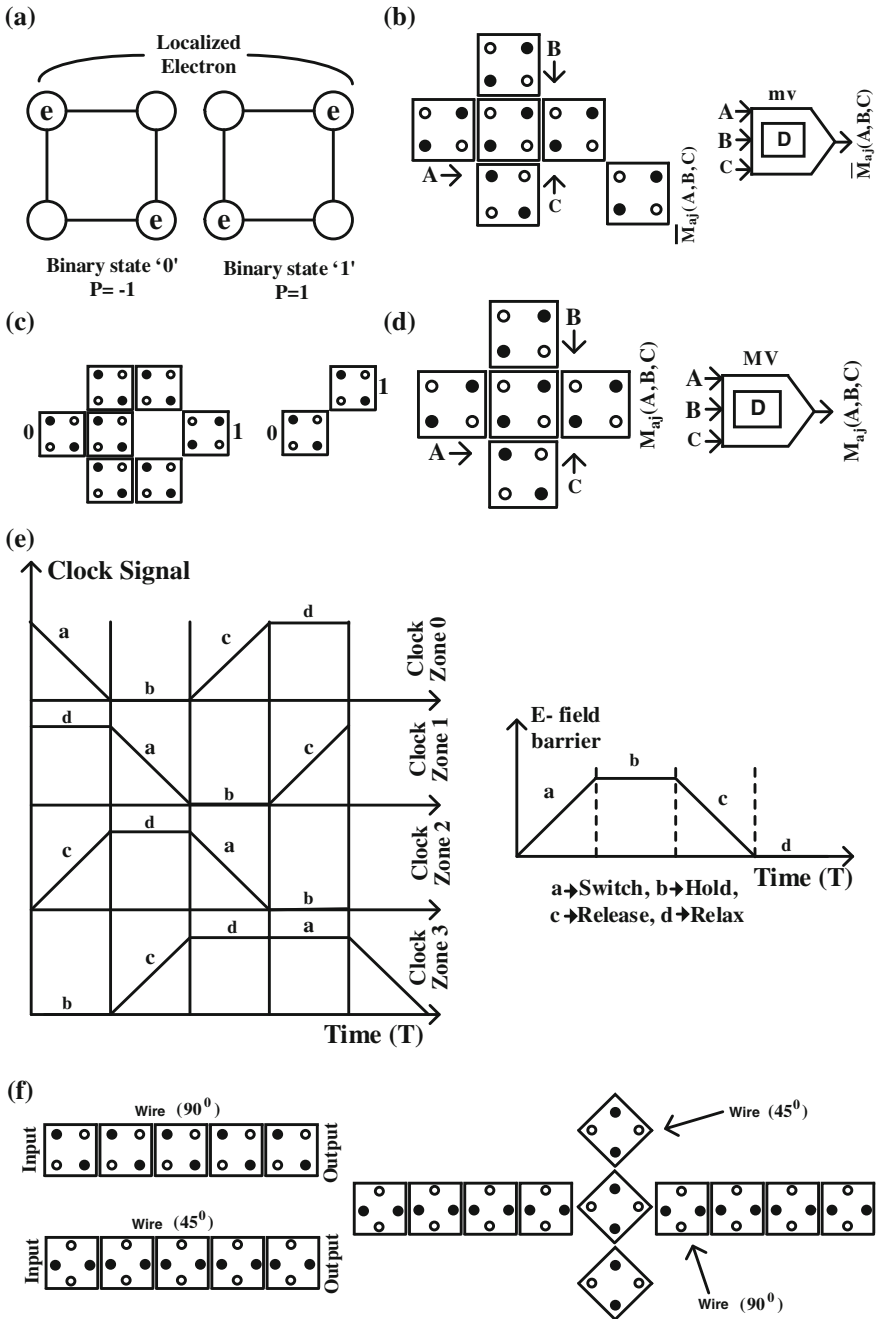 (a)
Localized
Electron
e
e
e
e
Binary state ‘0'
P= -1
Binary state ‘1'
P=1
(b)
B
A
C
M̅aj(A,B,C)
mv
A
B
C
D
M̅aj(A,B,C)
(c)
0
1
0
1
(d)
B
A
C
Maj(A,B,C)
MV
A
B
C
D
Maj(A,B,C)
(e)
Clock Signal
a
b
c
d
Clock
Zone 0
d
a
b
c
Clock
Zone 1
c
d
a
b
Clock
Zone 2
b
c
d
a
Clock
Zone 3
Time (T)
E- field
barrier
a
b
c
d
Time (T)
a→Switch, b→Hold,
c→Release, d→Relax
(f)
Wire (90⁰)
Input
Output
Wire (45⁰)
Input
Output
Wire (45⁰)
Wire (90⁰)